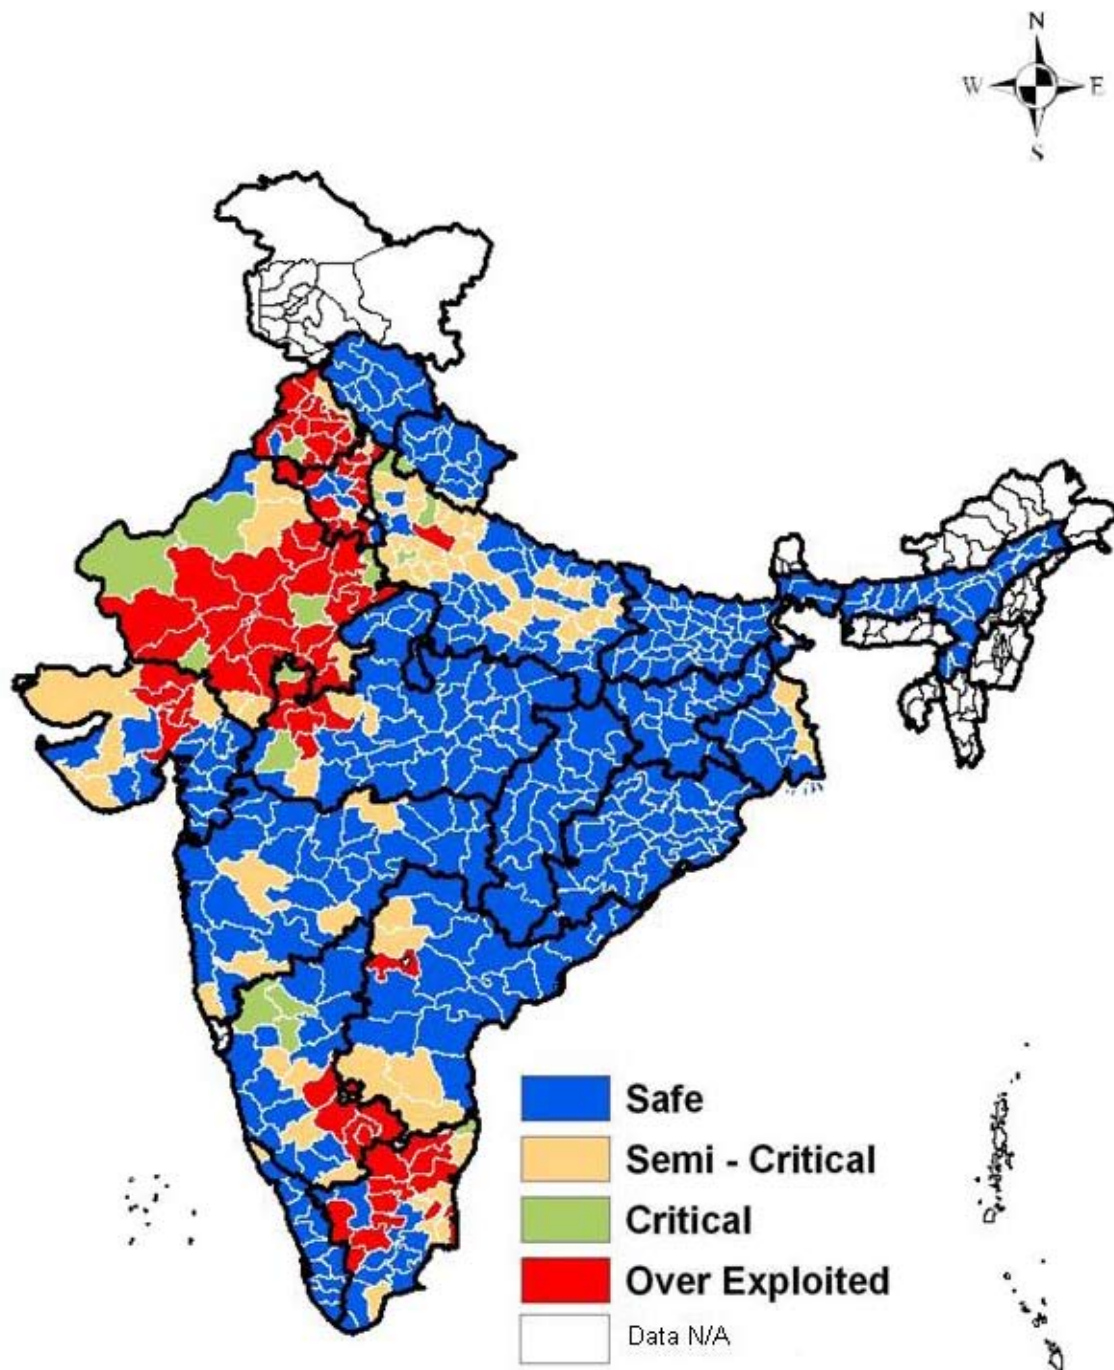 N
W E
S
Safe
Semi - Critical
Critical
Over Exploited
Data N/A